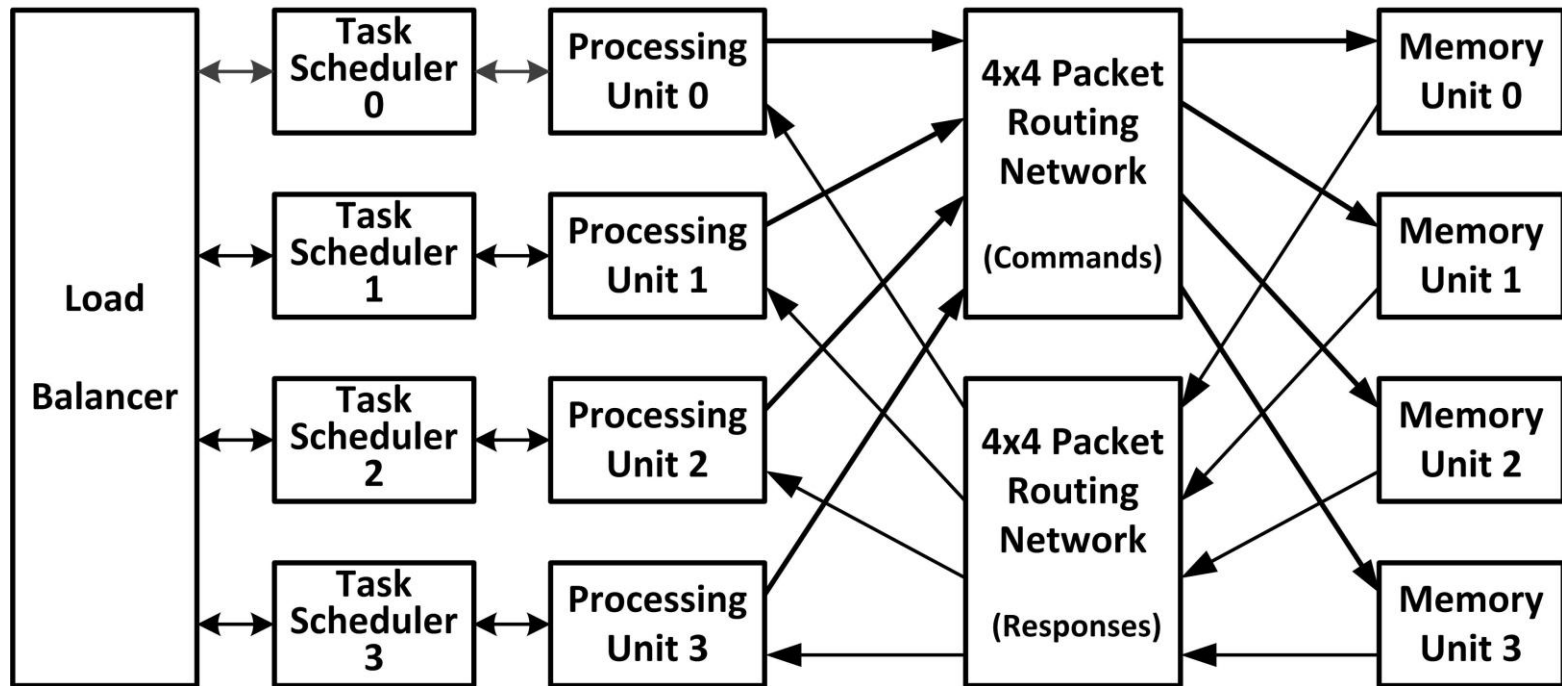 Load
Balancer
Task
Scheduler
0
Task
Scheduler
1
Task
Scheduler
2
Task
Scheduler
3
Processing
Unit 0
Processing
Unit 1
Processing
Unit 2
Processing
Unit 3
4x4 Packet
Routing
Network
(Commands)
4x4 Packet
Routing
Network
(Responses)
Memory
Unit 0
Memory
Unit 1
Memory
Unit 2
Memory
Unit 3